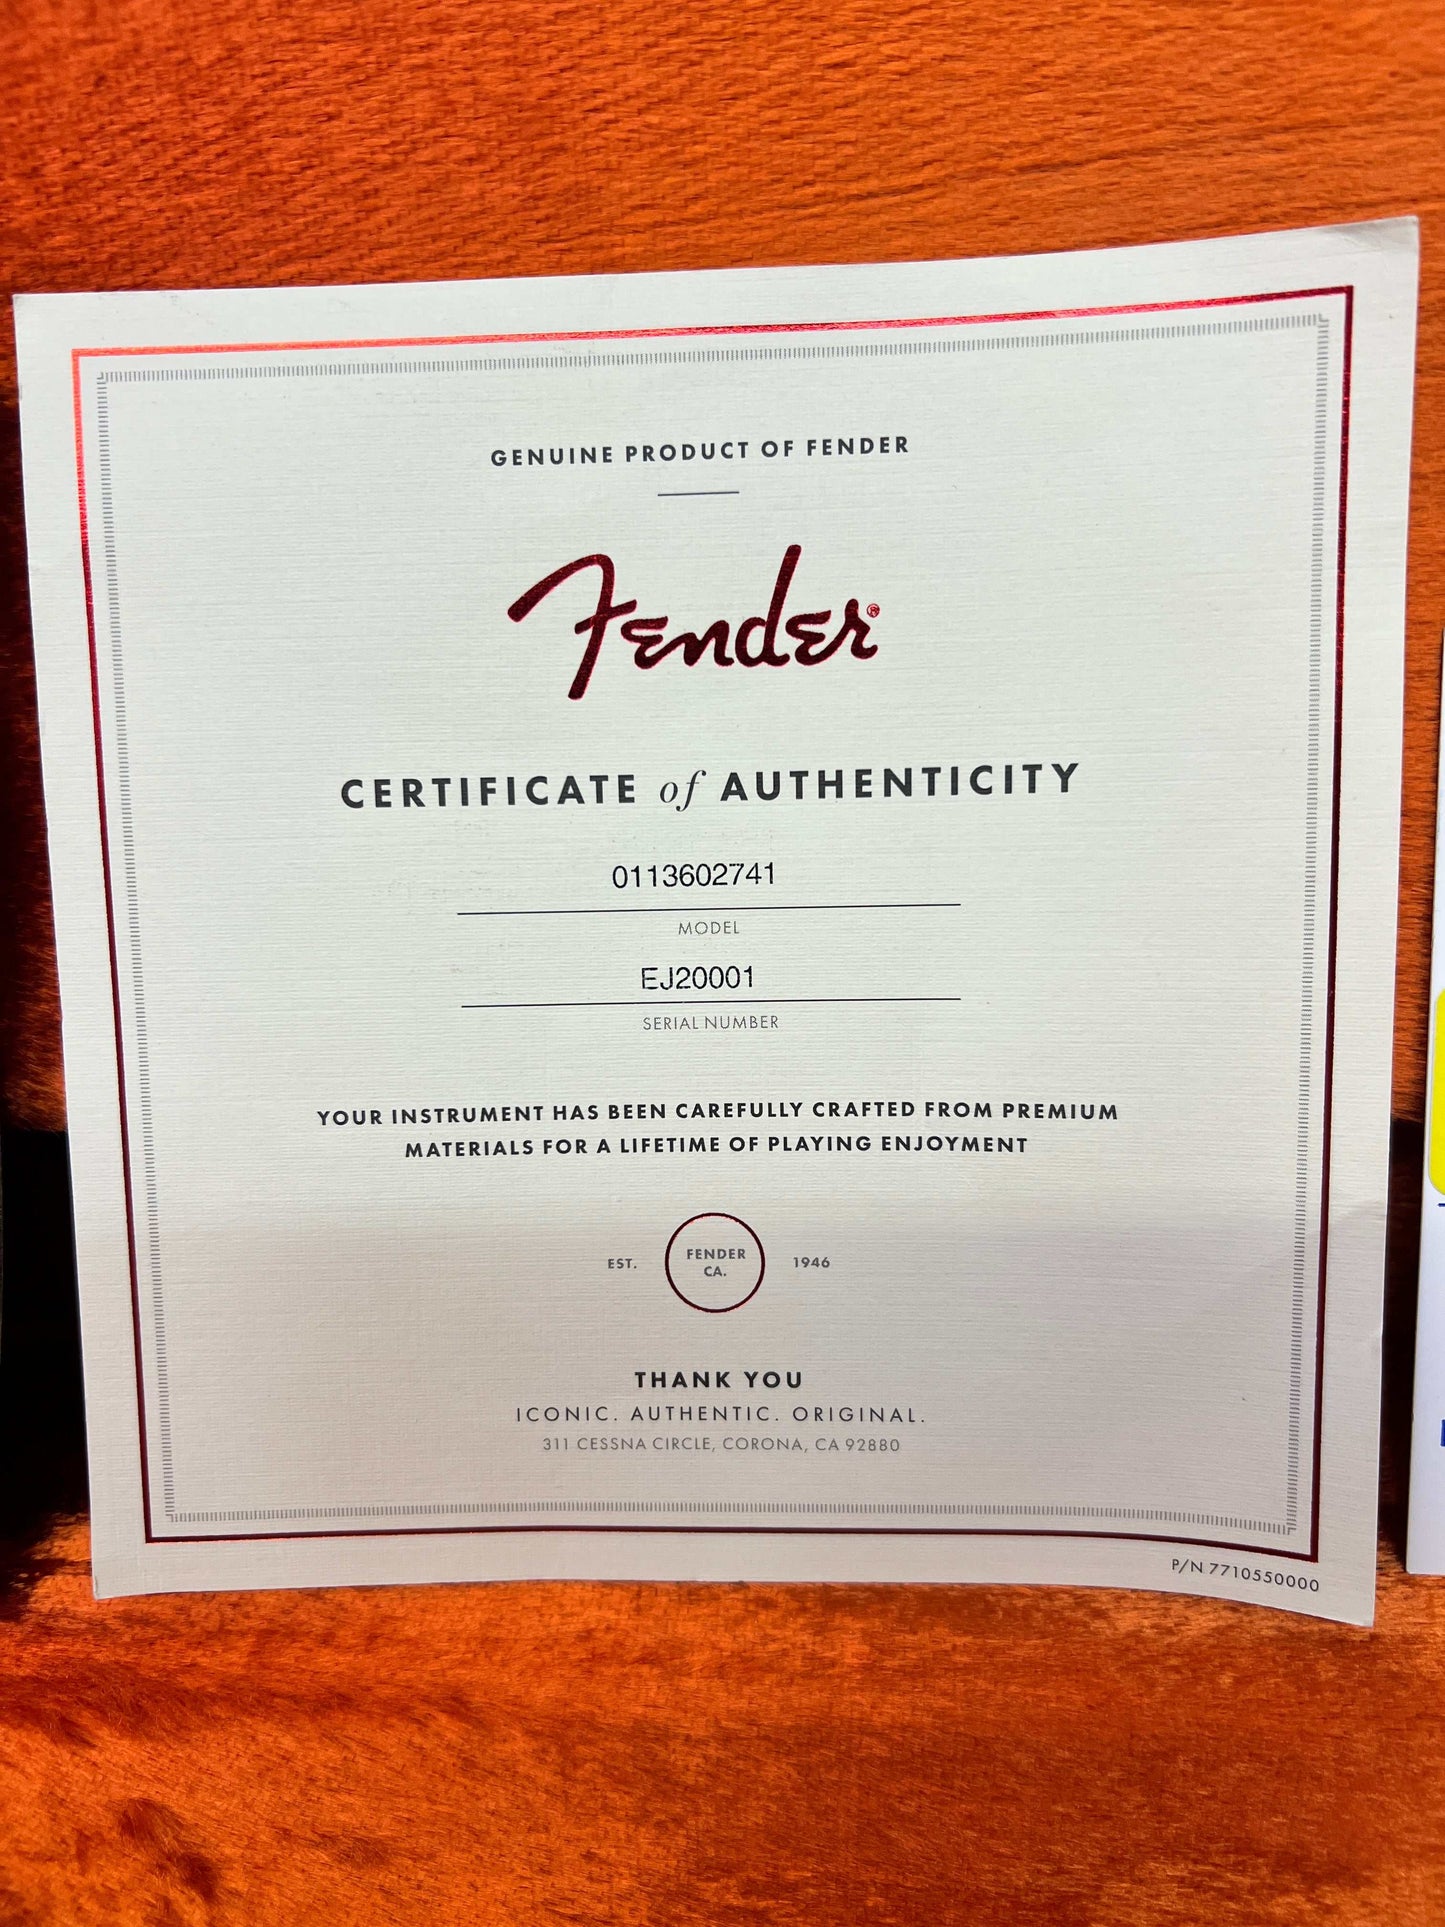 GENUINE PRODUCT OF FENDER
Fender®
CERTIFICATE of AUTHENTICITY
0113602741
MODEL
EJ20001
SERIAL NUMBER
YOUR INSTRUMENT HAS BEEN CAREFULLY CRAFTED FROM PREMIUM
MATERIALS FOR A LIFETIME OF PLAYING ENJOYMENT
EST. FENDER CA. 1946
THANK YOU
ICONIC. AUTHENTIC. ORIGINAL.
311 CESSNA CIRCLE, CORONA, CA 92880
P/N 7710550000